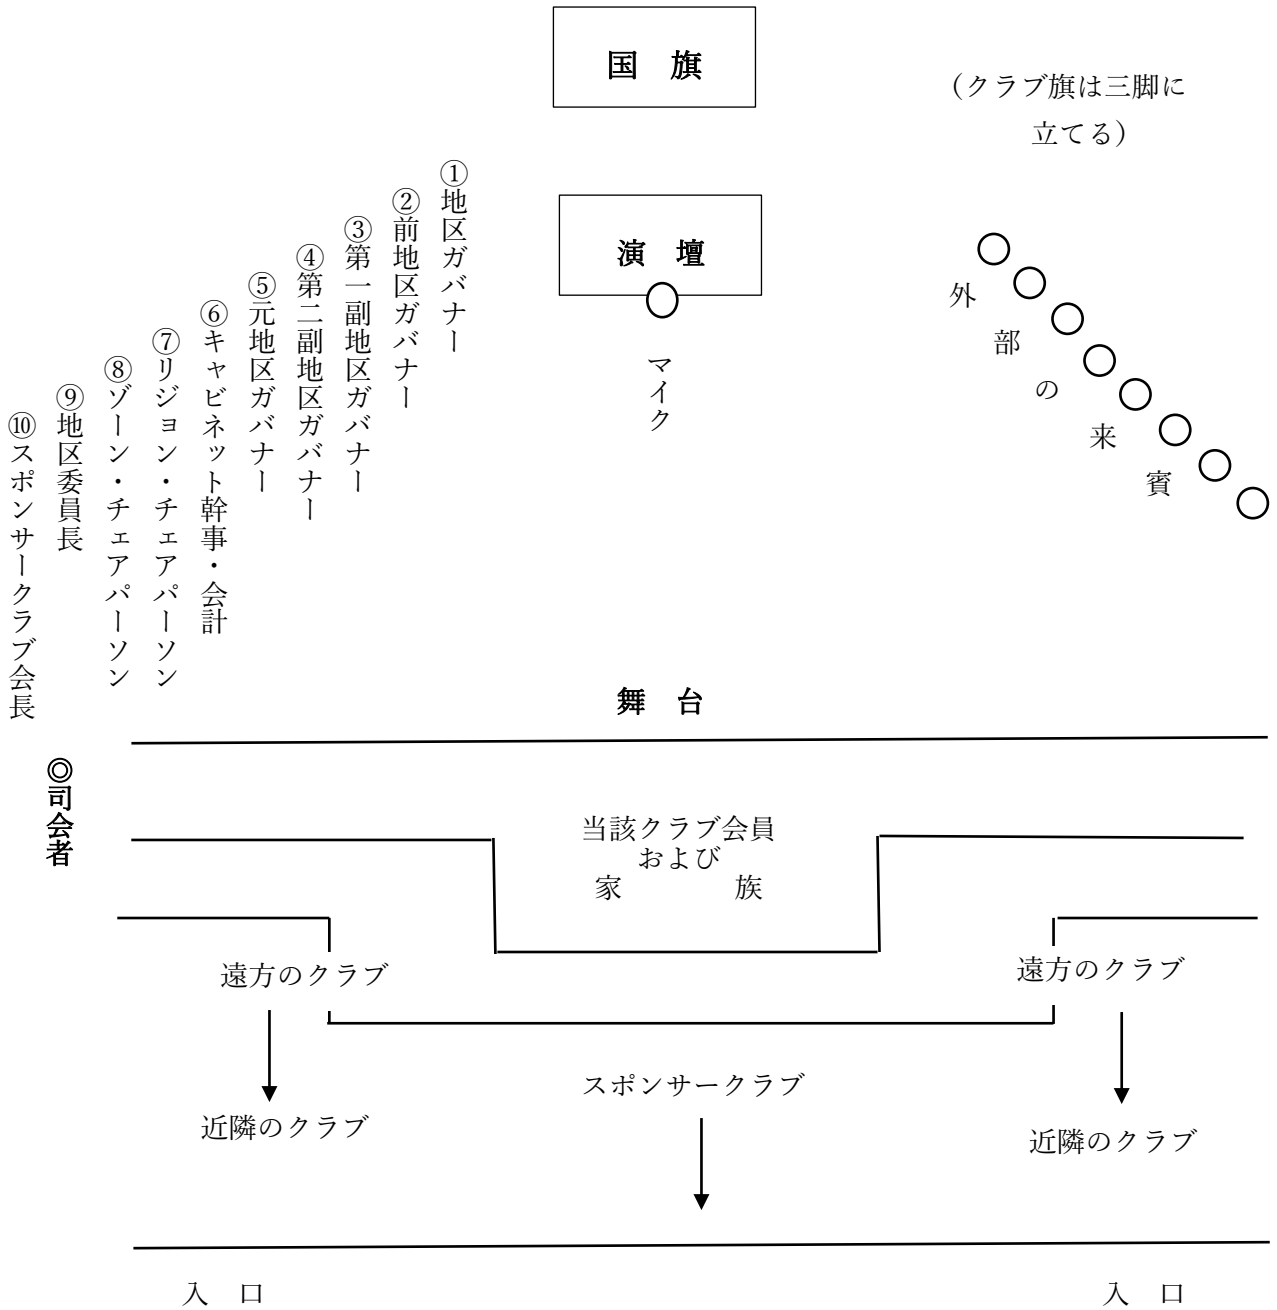 国 旗
(クラブ旗は三脚に
立てる)
演 壇
マイク
①地区ガバナー
②前地区ガバナー
③第一副地区ガバナー
④第二副地区ガバナー
⑤元地区ガバナー
⑥キャビネット幹事・会計
⑦リジョン・チェアパーソン
⑧ゾーン・チェアパーソン
⑨地区委員長
⑩スポンサークラブ会長
外部の来賓
舞 台
◎司会者
当該クラブ会員
および
家 族
遠方のクラブ
遠方のクラブ
スポンサークラブ
近隣のクラブ
近隣のクラブ
入 口
入 口